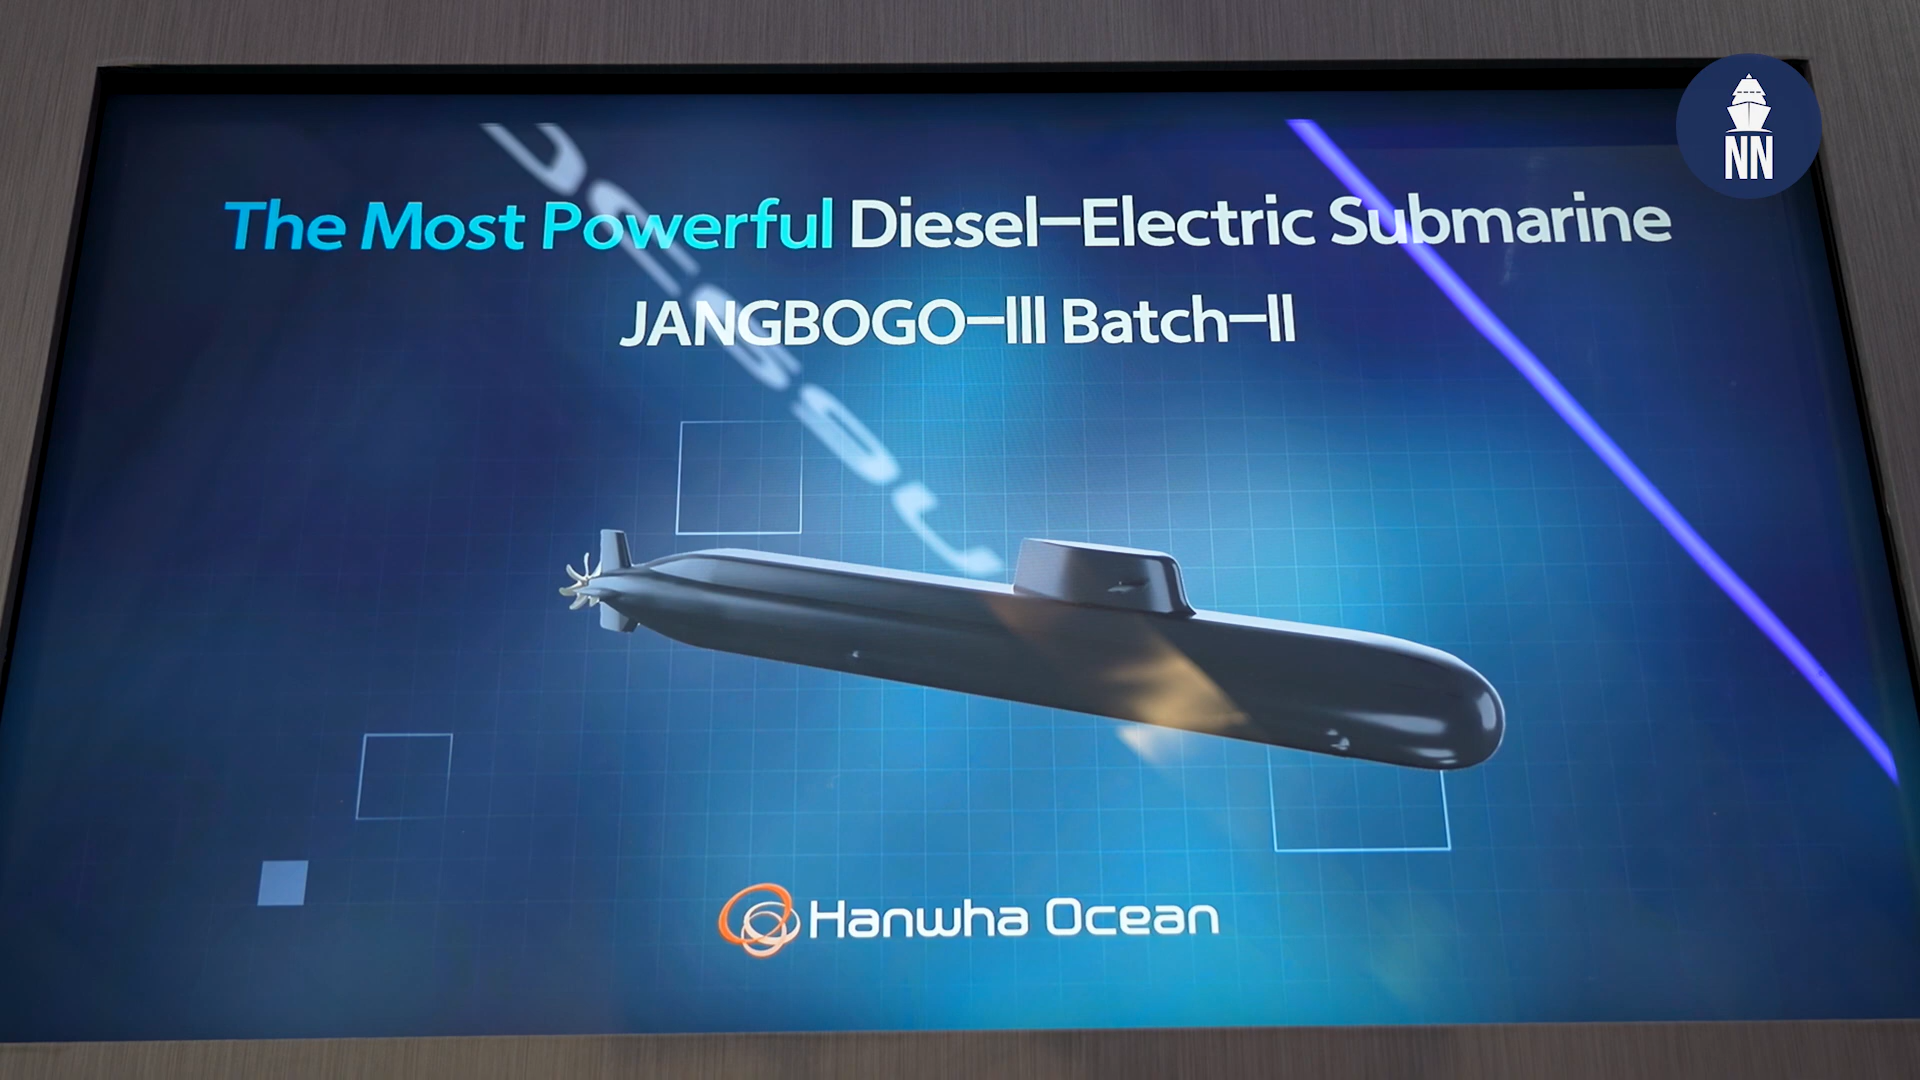 NN
The Most Powerful Diesel-Electric Submarine
JANGBOGO-III Batch-II
Hanwha Ocean